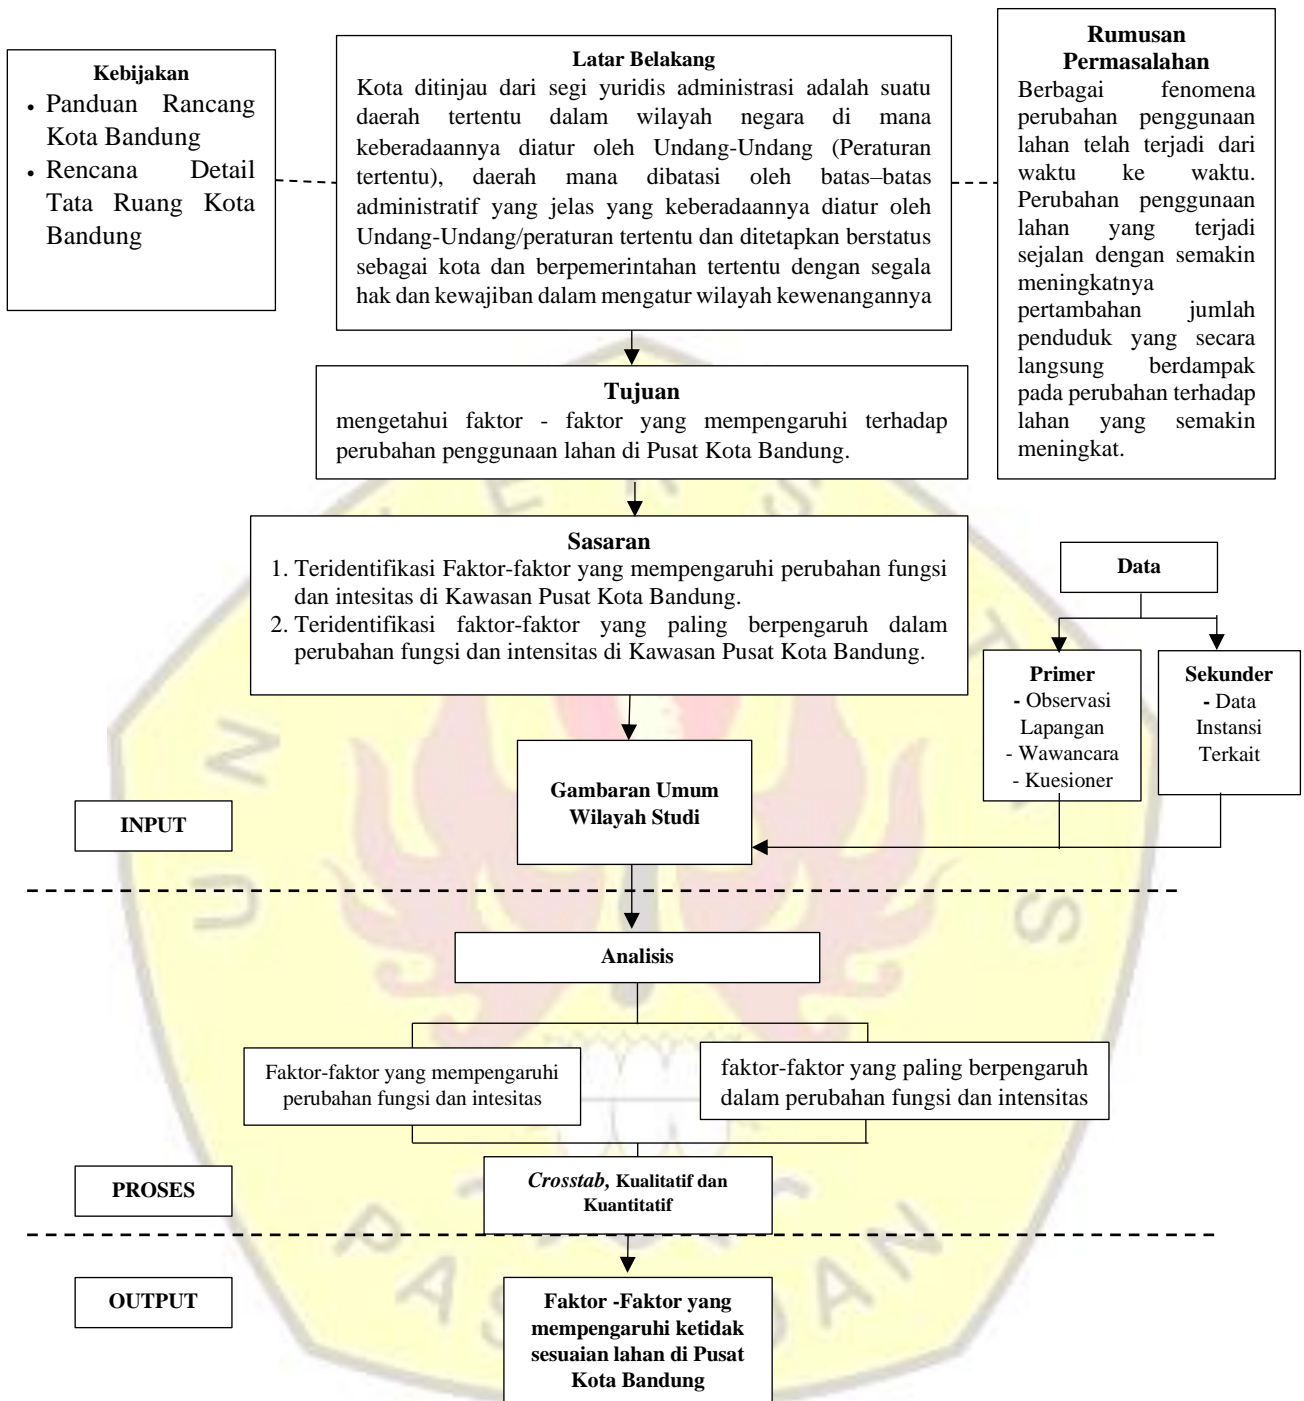 Kebijakan
• Panduan Rancang
Kota Bandung
• Rencana Detail
Tata Ruang Kota
Bandung
Latar Belakang
Kota ditinjau dari segi yuridis administrasi adalah suatu
daerah tertentu dalam wilayah negara di mana
keberadaannya diatur oleh Undang-Undang (Peraturan
tertentu), daerah mana dibatasi oleh batas–batas
administratif yang jelas yang keberadaannya diatur oleh
Undang-Undang/peraturan tertentu dan ditetapkan berstatus
sebagai kota dan berpemerintahan tertentu dengan segala
hak dan kewajiban dalam mengatur wilayah kewenangannya
Rumusan
Permasalahan
Berbagai fenomena
perubahan penggunaan
lahan telah terjadi dari
waktu ke waktu.
Perubahan penggunaan
lahan yang terjadi
sejalan dengan semakin
meningkatnya
pertambahan jumlah
penduduk yang secara
langsung berdampak
pada perubahan terhadap
lahan yang semakin
meningkat.
Tujuan
mengetahui faktor - faktor yang mempengaruhi terhadap
perubahan penggunaan lahan di Pusat Kota Bandung.
Sasaran
1. Teridentifikasi Faktor-faktor yang mempengaruhi perubahan fungsi
dan intesitas di Kawasan Pusat Kota Bandung.
2. Teridentifikasi faktor-faktor yang paling berpengaruh dalam
perubahan fungsi dan intensitas di Kawasan Pusat Kota Bandung.
Data
Primer
- Observasi
Lapangan
- Wawancara
- Kuesioner
Sekunder
- Data
Instansi
Terkait
Gambaran Umum
Wilayah Studi
INPUT
Analisis
Faktor-faktor yang mempengaruhi
perubahan fungsi dan intesitas
faktor-faktor yang paling berpengaruh
dalam perubahan fungsi dan intensitas
PROSES
Crosstab, Kualitatif dan
Kuantitatif
OUTPUT
Faktor -Faktor yang
mempengaruhi ketidak
sesuaian lahan di Pusat
Kota Bandung